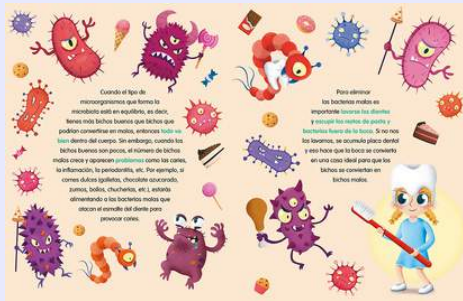 Cuando el tipo de
microorganismos que forma la
microbiota está en equilibrio, es decir,
tienes más bichos buenos que bichos que
podrían convertirse en malos, entonces todo va
bien dentro del cuerpo. Sin embargo, cuando los
bichos buenos son pocos, el número de bichos
malos crece y aparecen problemas como las caries,
la inflamación, la periodontitis, etc. Por ejemplo, si
comes dulces (galletas, chocolate azucarado,
zumos, bollos, chucherías, etc.), estarás
alimentando a las bacterias malas que
atacan el esmalte del diente para
provocar caries.
Para eliminar
las bacterias malas es
importante lavarse los dientes
y escupir los restos de pasta y
bacterias fuera de la boca. Si no nos
los lavamos, se acumula placa dental
y eso hace que la boca se convierta
en una casa ideal para que los
bichos se conviertan en
bichos malos.